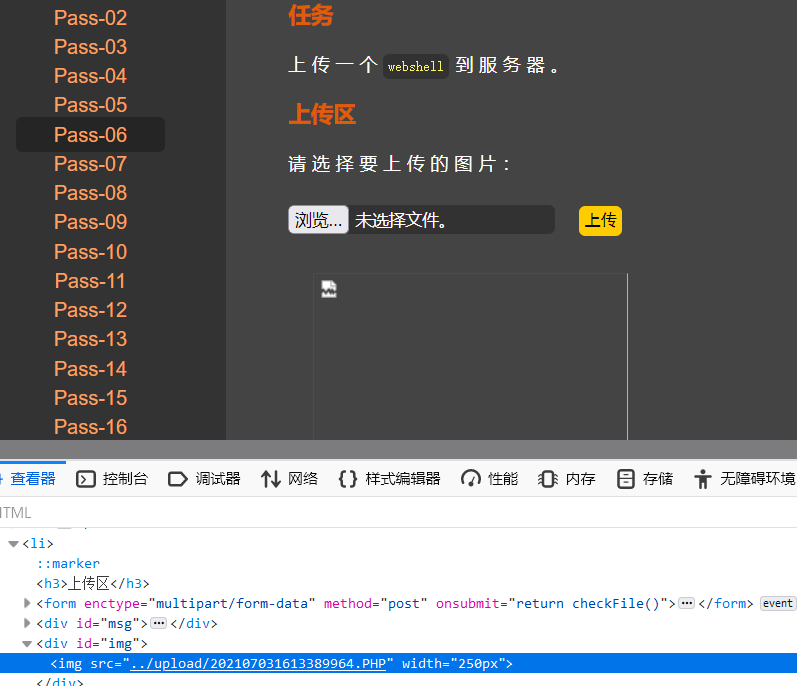 Pass-02
Pass-03
Pass-04
Pass-05
Pass-06
Pass-07
Pass-08
Pass-09
Pass-10
Pass-11
Pass-12
Pass-13
Pass-14
Pass-15
Pass-16
任务
上传一个 webshell 到服务器。
上传区
请选择要上传的图片：
浏览... 未选择文件。 上传
查看器 控制台 调试器 网络 样式编辑器 性能 内存 存储 无障碍环境
HTML
<li>
::marker
<h3>上传区</h3>
<form enctype="multipart/form-data" method="post" onsubmit="return checkFile()">⋯</form> event
<div id="msg">⋯</div>
<div id="img">
<img src="../upload/202107031613389964.PHP" width="250px">
</div>